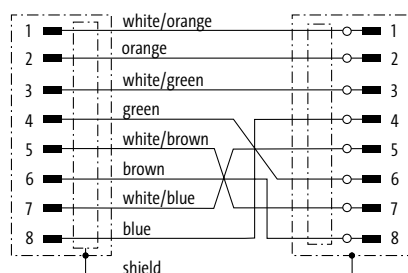 1 white/orange 1
2 orange 2
3 white/green 3
4 green 4
5 white/brown 5
6 brown 6
7 white/blue 7
8 blue 8
shield